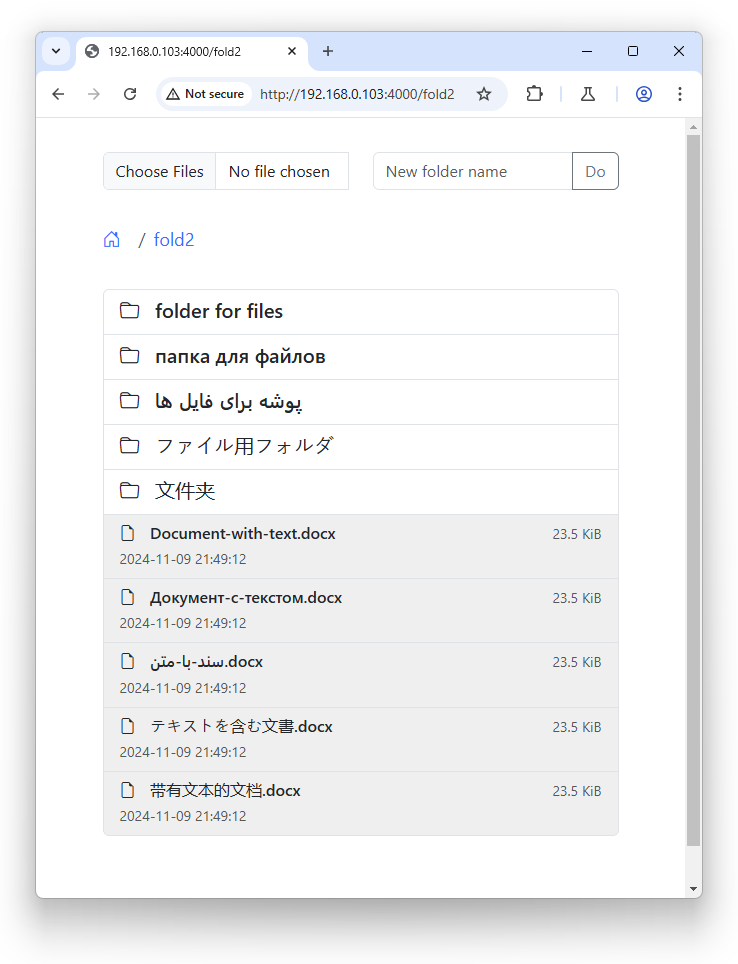 192.168.0.103:4000/fold2
Not secure http://192.168.0.103:4000/fold2
Choose Files No file chosen New folder name Do
/ fold2
folder for files
папка для файлов
پوشه برای فایل ها
ファイル用フォルダ
文件夹
Document-with-text.docx 23.5 KiB
2024-11-09 21:49:12
Документ-с-текстом.docx 23.5 KiB
2024-11-09 21:49:12
سند-با-متن.docx 23.5 KiB
2024-11-09 21:49:12
テキストを含む文書.docx 23.5 KiB
2024-11-09 21:49:12
带有文本的文档.docx 23.5 KiB
2024-11-09 21:49:12